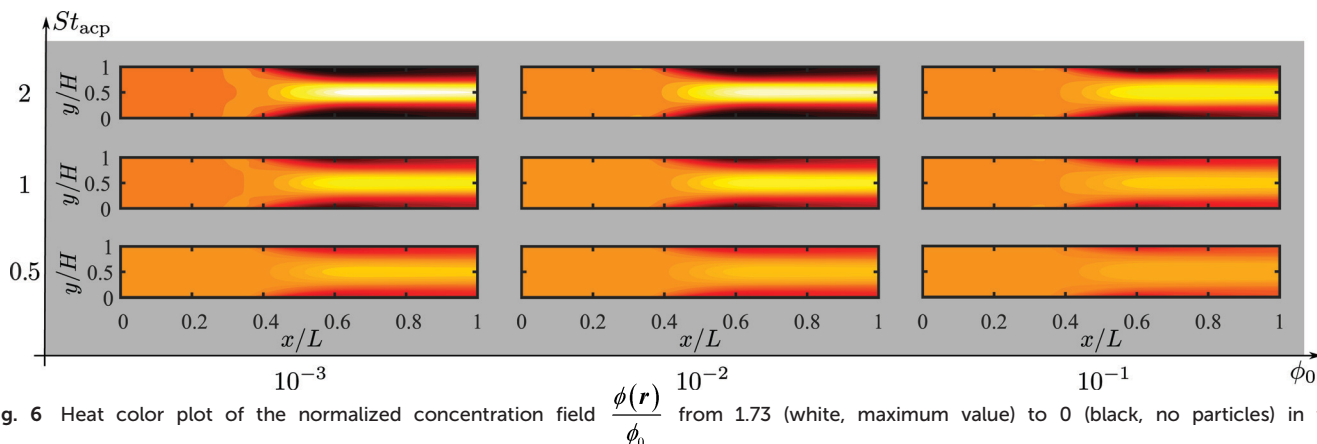 St_acp
2
y/H
1
0.5
0
1
y/H
1
0.5
0
0.5
y/H
1
0.5
0
0 0.2 0.4 0.6 0.8 1
x/L
0 0.2 0.4 0.6 0.8 1
x/L
0 0.2 0.4 0.6 0.8 1
x/L
10^-3 10^-2 10^-1 ϕ_0
g. 6 Heat color plot of the normalized concentration field ϕ(r)/ϕ_0 from 1.73 (white, maximum value) to 0 (black, no particles) in